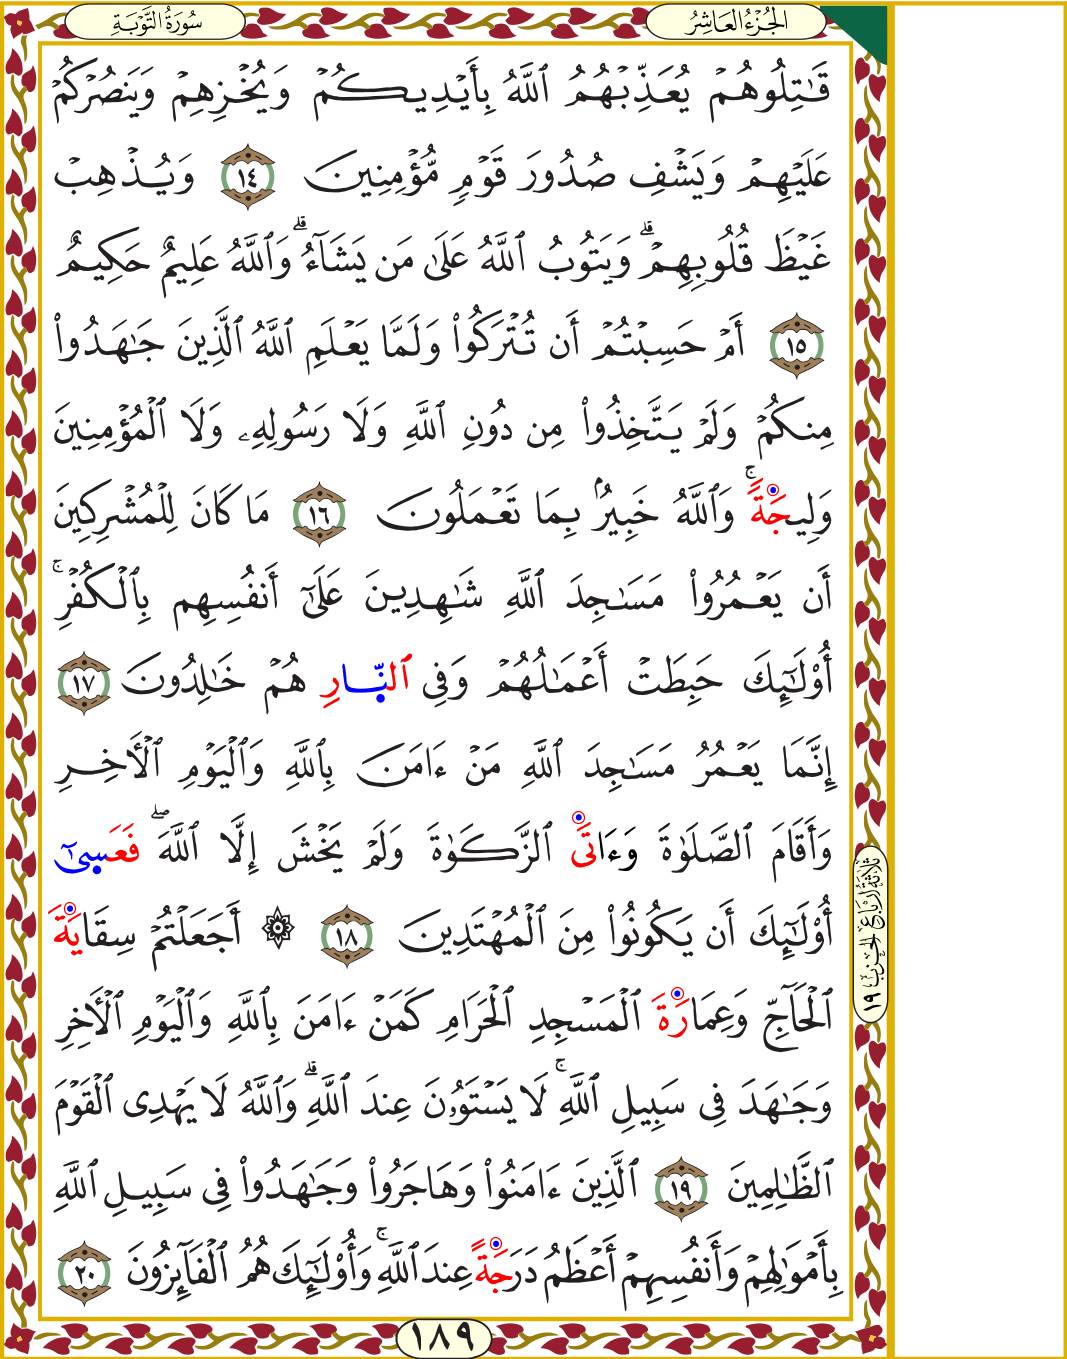 الجُزْءُ العَاشِرُ
سُورَةُ التَّوْبَةِ
قَٰتِلُوهُمْ يُعَذِّبْهُمُ ٱللَّهُ بِأَيْدِيكُمْ وَيُخْزِهِمْ وَيَنصُرْكُمْ
عَلَيْهِمْ وَيَشْفِ صُدُورَ قَوْمٍ مُّؤْمِنِينَ ١٤ وَيُذْهِبْ
غَيْظَ قُلُوبِهِمْۗ وَيَتُوبُ ٱللَّهُ عَلَىٰ مَن يَشَآءُۗ وَٱللَّهُ عَلِيمٌ حَكِيمٌ
١٥ أَمْ حَسِبْتُمْ أَن تُتْرَكُوا۟ وَلَمَّا يَعْلَمِ ٱللَّهُ ٱلَّذِينَ جَٰهَدُوا۟
مِنكُمْ وَلَمْ يَتَّخِذُوا۟ مِن دُونِ ٱللَّهِ وَلَا رَسُولِهِۦ وَلَا ٱلْمُؤْمِنِينَ
وَلِيجَةًۚ وَٱللَّهُ خَبِيرٌۢ بِمَا تَعْمَلُونَ ١٦ مَا كَانَ لِلْمُشْرِكِينَ
أَن يَعْمُرُوا۟ مَسَٰجِدَ ٱللَّهِ شَٰهِدِينَ عَلَىٰٓ أَنفُسِهِم بِٱلْكُفْرِۚ
أُو۟لَٰٓئِكَ حَبِطَتْ أَعْمَٰلُهُمْ وَفِى ٱلنَّارِ هُمْ خَٰلِدُونَ ١٧
إِنَّمَا يَعْمُرُ مَسَٰجِدَ ٱللَّهِ مَنْ ءَامَنَ بِٱللَّهِ وَٱلْيَوْمِ ٱلْأَخِرِ
وَأَقَامَ ٱلصَّلَوٰةَ وَءَاتَى ٱلزَّكَوٰةَ وَلَمْ يَخْشَ إِلَّا ٱللَّهَۖ فَعَسَىٰٓ
أُو۟لَٰٓئِكَ أَن يَكُونُوا۟ مِنَ ٱلْمُهْتَدِينَ ١٨ ۞ أَجَعَلْتُمْ سِقَايَةَ
ٱلْحَآجِّ وَعِمَارَةَ ٱلْمَسْجِدِ ٱلْحَرَامِ كَمَنْ ءَامَنَ بِٱللَّهِ وَٱلْيَوْمِ ٱلْأَخِرِ
وَجَٰهَدَ فِى سَبِيلِ ٱللَّهِۚ لَا يَسْتَوُۥنَ عِندَ ٱللَّهِۗ وَٱللَّهُ لَا يَهْدِى ٱلْقَوْمَ
ٱلظَّٰلِمِينَ ١٩ ٱلَّذِينَ ءَامَنُوا۟ وَهَاجَرُوا۟ وَجَٰهَدُوا۟ فِى سَبِيلِ ٱللَّهِ
بِأَمْوَٰلِهِمْ وَأَنفُسِهِمْ أَعْظَمُ دَرَجَةً عِندَ ٱللَّهِۚ وَأُو۟لَٰٓئِكَ هُمُ ٱلْفَآئِزُونَ ٢٠
ثَلَاثَةُ أَرْبَاعِ الحِزْبِ ١٩
١٨٩